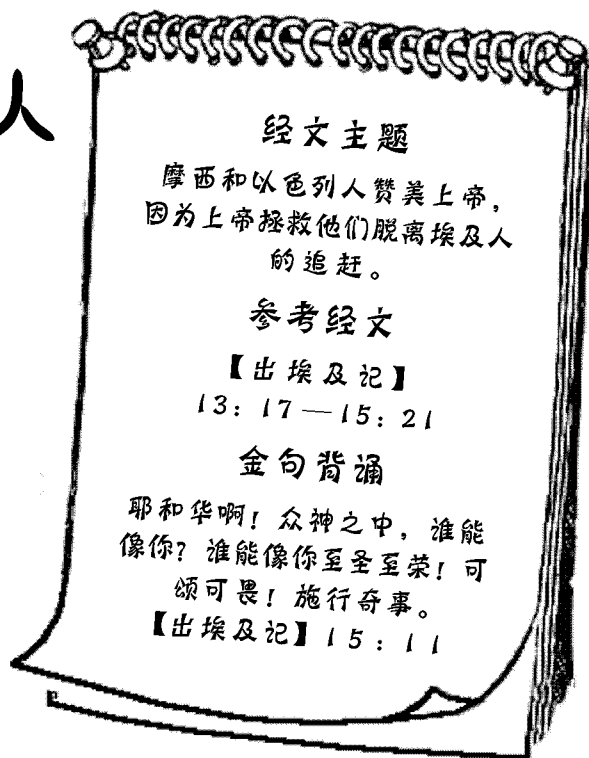 人
经文主题
摩西和以色列人赞美上帝，
因为上帝拯救他们脱离埃及人
的追赶。
参考经文
【出埃及记】
13：17—15：21
金句背诵
耶和华啊！众神之中，谁能
像你？谁能像你至圣至荣！可
颂可畏！施行奇事。
【出埃及记】15：11